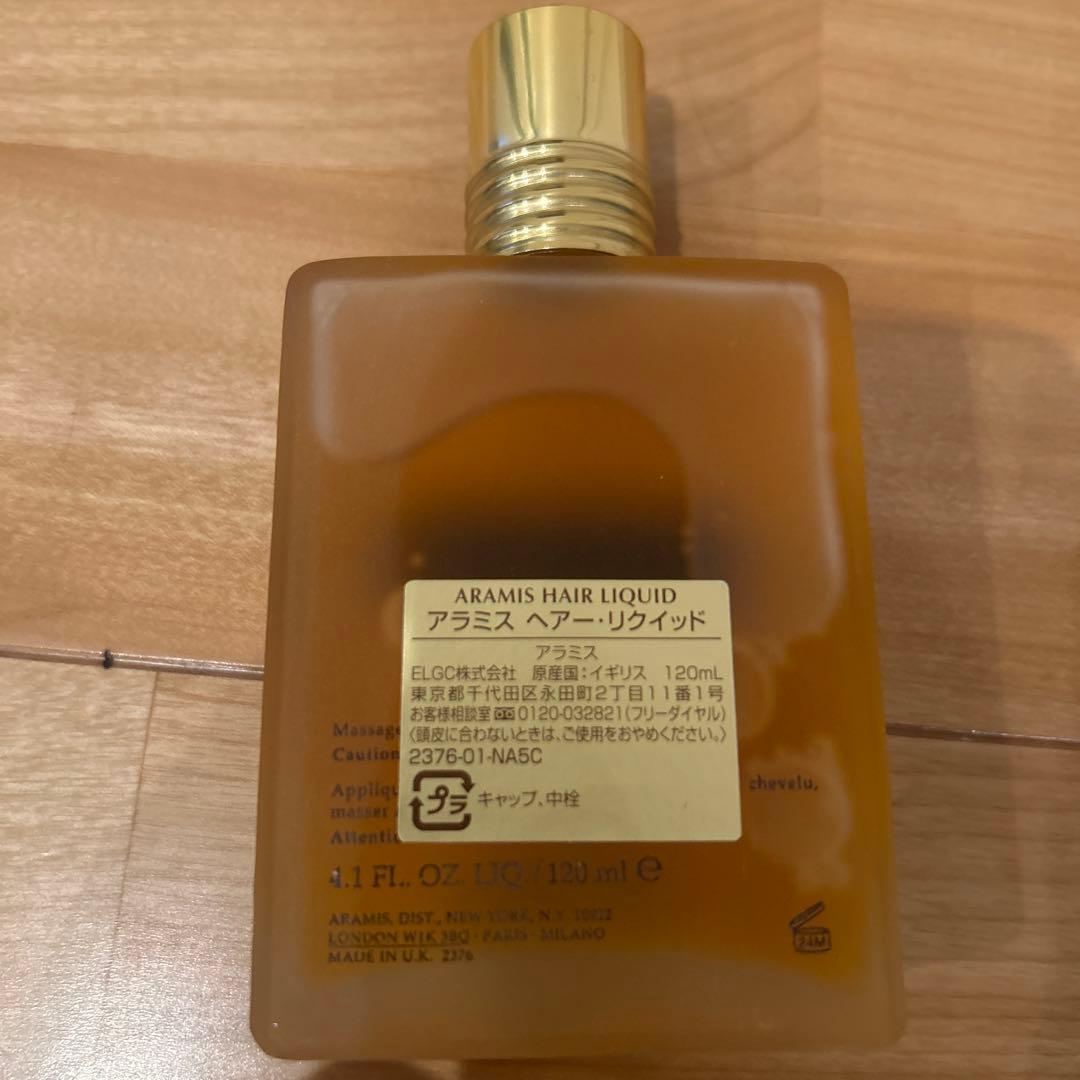 ARAMIS HAIR LIQUID
アラミス ヘアー・リクイッド
アラミス
ELGC株式会社 原産国:イギリス 120mL
東京都千代田区永田町2丁目11番1号
お客様相談室 0120-032821(フリーダイヤル)
〈頭皮に合わないときは、ご使用をおやめください。〉
2376-01-NA5C
プラ キャップ、中栓
Massage
Caution
Appliqu chevelu,
masser
Attentio
4.1 FL. OZ. LIQ./120 ml e
ARAMIS, DIST., NEW YORK, N.Y. 10022
LONDON W1K 3BQ · PARIS · MILANO
MADE IN U.K. 2376
24M